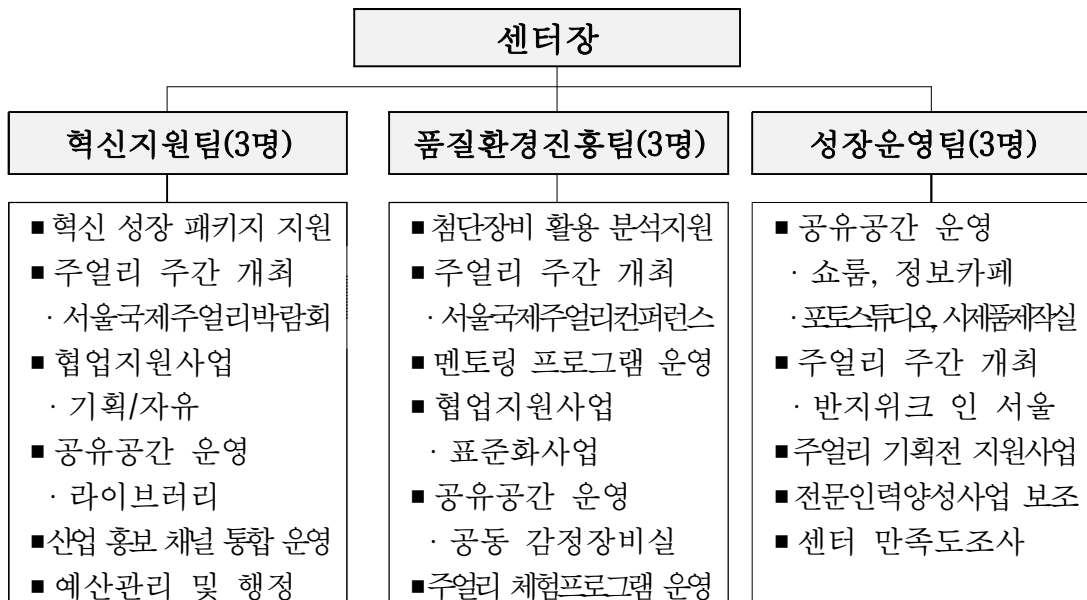 센터장
혁신지원팀(3명)
■ 혁신 성장 패키지 지원
■ 주얼리 주간 개최
· 서울국제주얼리박람회
■ 협업지원사업
· 기획/자유
■ 공유공간 운영
· 라이브러리
■산업 홍보 채널 통합 운영
■ 예산관리 및 행정
품질환경진흥팀(3명)
■ 첨단장비 활용 분석지원
■ 주얼리 주간 개최
· 서울국제주얼리컨퍼런스
■ 멘토링 프로그램 운영
■ 협업지원사업
· 표준화사업
■ 공유공간 운영
· 공동 감정장비실
■주얼리 체험프로그램 운영
성장운영팀(3명)
■ 공유공간 운영
· 쇼룸, 정보카페
· 포토스튜디오, 시제품제작실
■ 주얼리 주간 개최
· 반지위크 인 서울
■주얼리 기획전 지원사업
■전문인력양성사업 보조
■ 센터 만족도조사